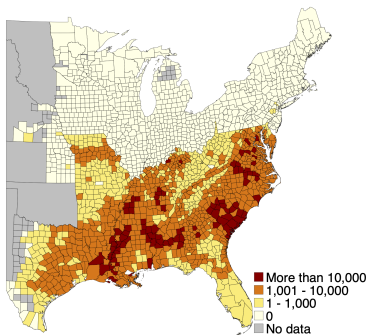 More than 10,000
1,001 - 10,000
1 - 1,000
0
No data